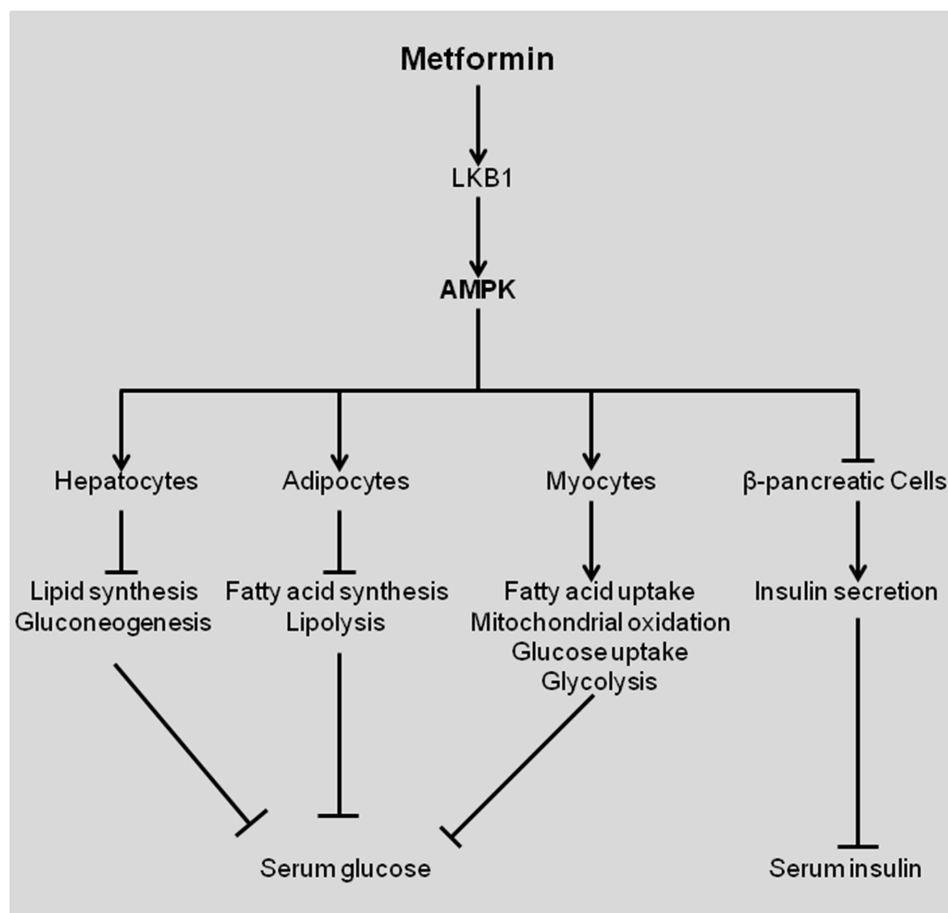 Metformin
LKB1
AMPK
Hepatocytes
Adipocytes
Myocytes
β-pancreatic Cells
Lipid synthesis
Gluconeogenesis
Fatty acid synthesis
Lipolysis
Fatty acid uptake
Mitochondrial oxidation
Glucose uptake
Glycolysis
Insulin secretion
Serum glucose
Serum insulin